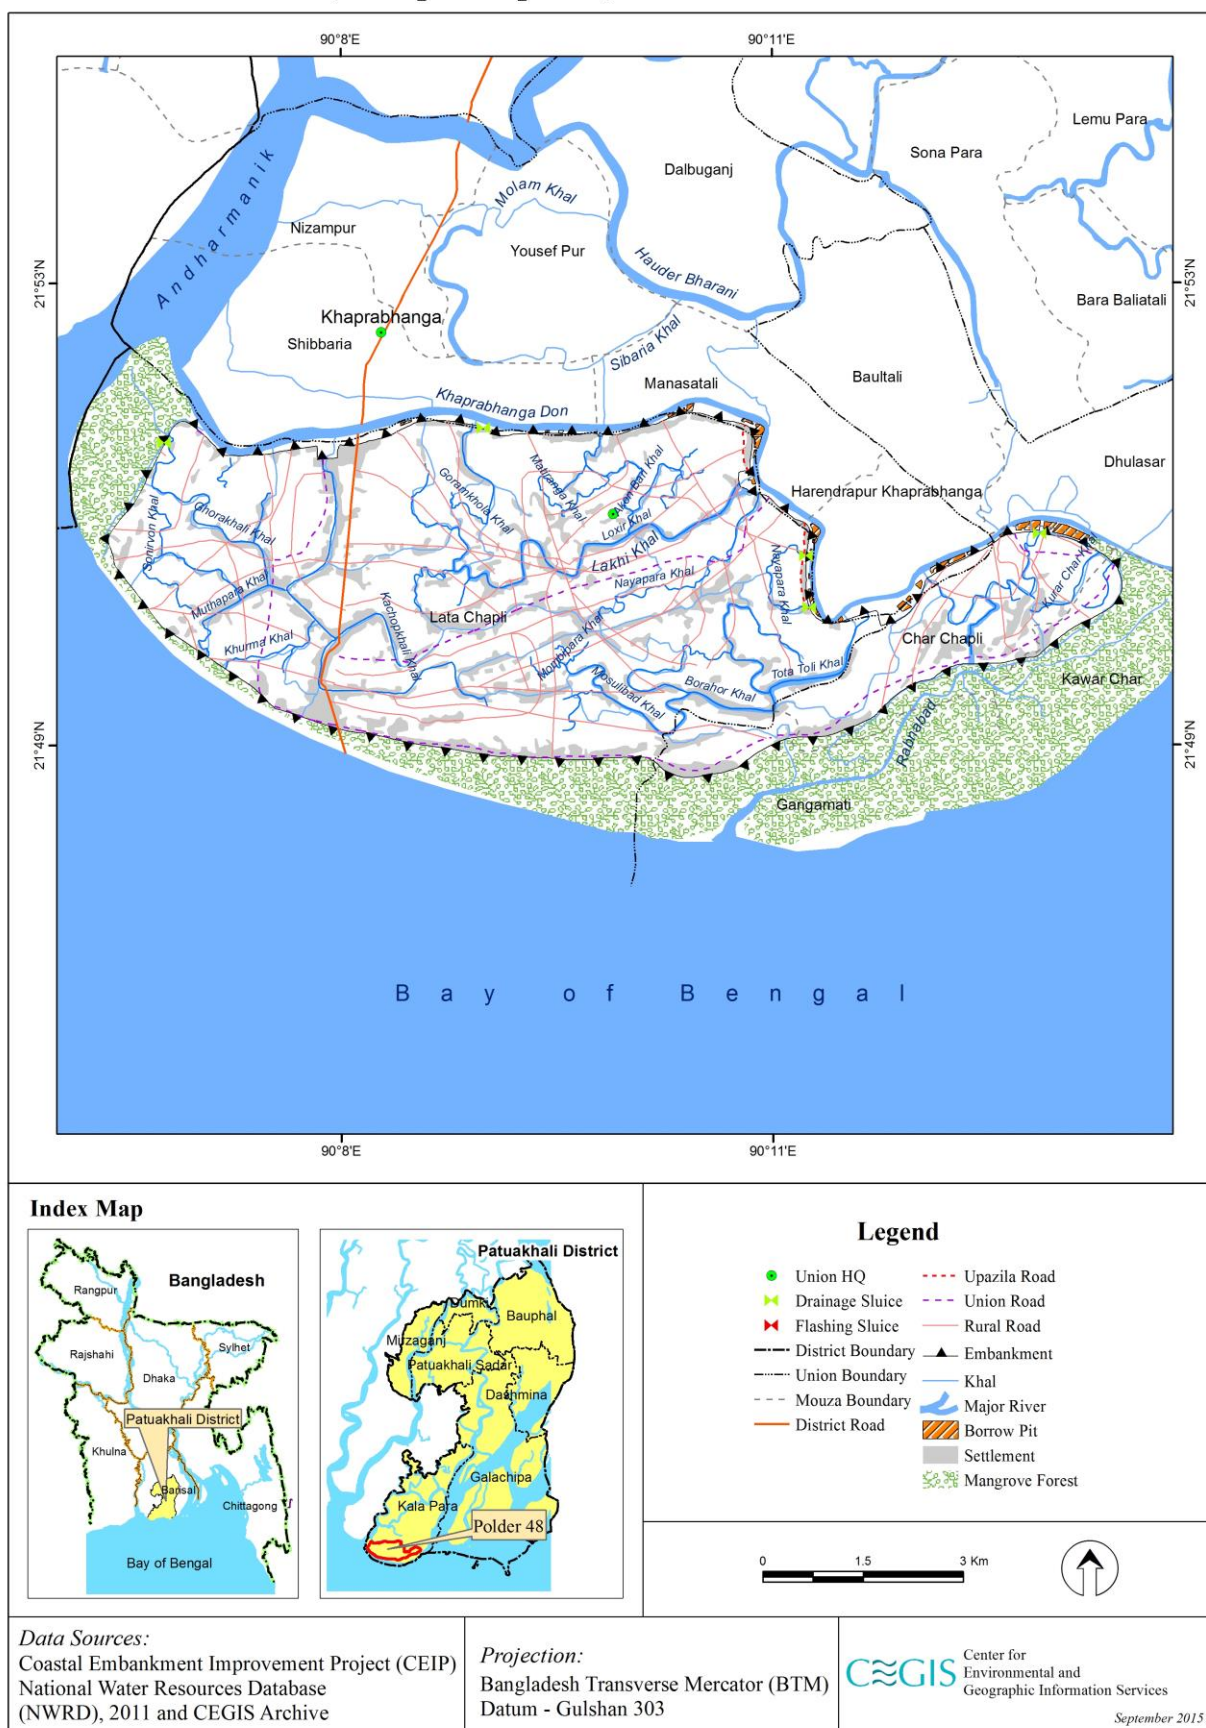 90°8'E
90°11'E
Lemu Para
Sona Para
Dalbuganj
Andharmanik
Molam Khal
Nizampur
Yousef Pur
Hauder Bharani
21°53'N
21°53'N
Bara Baliatali
Khaprabhanga
Shibbaria
Sibaria Khal
Baultali
Manasatali
Khaprabhanga Don
Dhulasar
Harendrapur Khaprabhanga
Sonirvon Khal
Ghorakhali Khal
Goramkhola Khal
Matiranga Khal
Akon Bari Khal
Loxir Khal
Lakhi Khal
Nayapara Khal
Nayapara Khal
Muthapara Khal
Kachopkhali Khal
Lata Chapli
Khurma Khal
Mombipara Khal
Mosulibad Khal
Borahor Khal
Tota Toli Khal
Char Chapli
Kawar Char
Rabnabad
21°49'N
21°49'N
Gangamati
Bay of Bengal
90°8'E
90°11'E
Index Map
Bangladesh
Rangpur
Rajshahi
Sylhet
Dhaka
Patuakhali District
Khulna
Barisal
Chittagong
Bay of Bengal
Patuakhali District
Dumki
Bauphal
Mirzaganj
Patuakhali Sadar
Dashmina
Galachipa
Kala Para
Polder 48
Legend
Union HQ
Drainage Sluice
Flashing Sluice
District Boundary
Union Boundary
Mouza Boundary
District Road
Upazila Road
Union Road
Rural Road
Embankment
Khal
Major River
Borrow Pit
Settlement
Mangrove Forest
0 1.5 3 Km
Data Sources:
Coastal Embankment Improvement Project (CEIP)
National Water Resources Database
(NWRD), 2011 and CEGIS Archive
Projection:
Bangladesh Transverse Mercator (BTM)
Datum - Gulshan 303
CEGIS
Center for
Environmental and
Geographic Information Services
September 2015